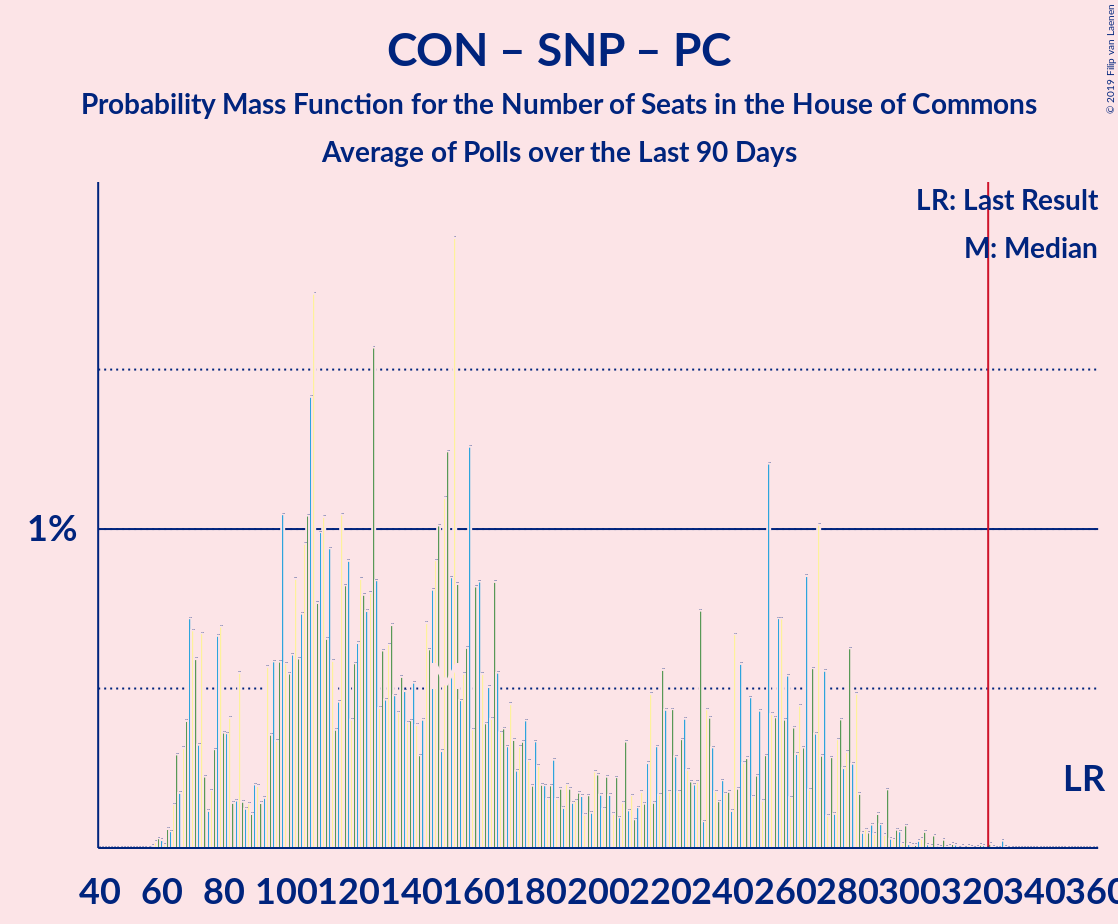 CON – SNP – PC
Probability Mass Function for the Number of Seats in the House of Commons
Average of Polls over the Last 90 Days
© 2019 Filip van Laenen
LR: Last Result
M: Median
1%
LR
40 60 80 100 120 140 160 180 200 220 240 260 280 300 320 340 360